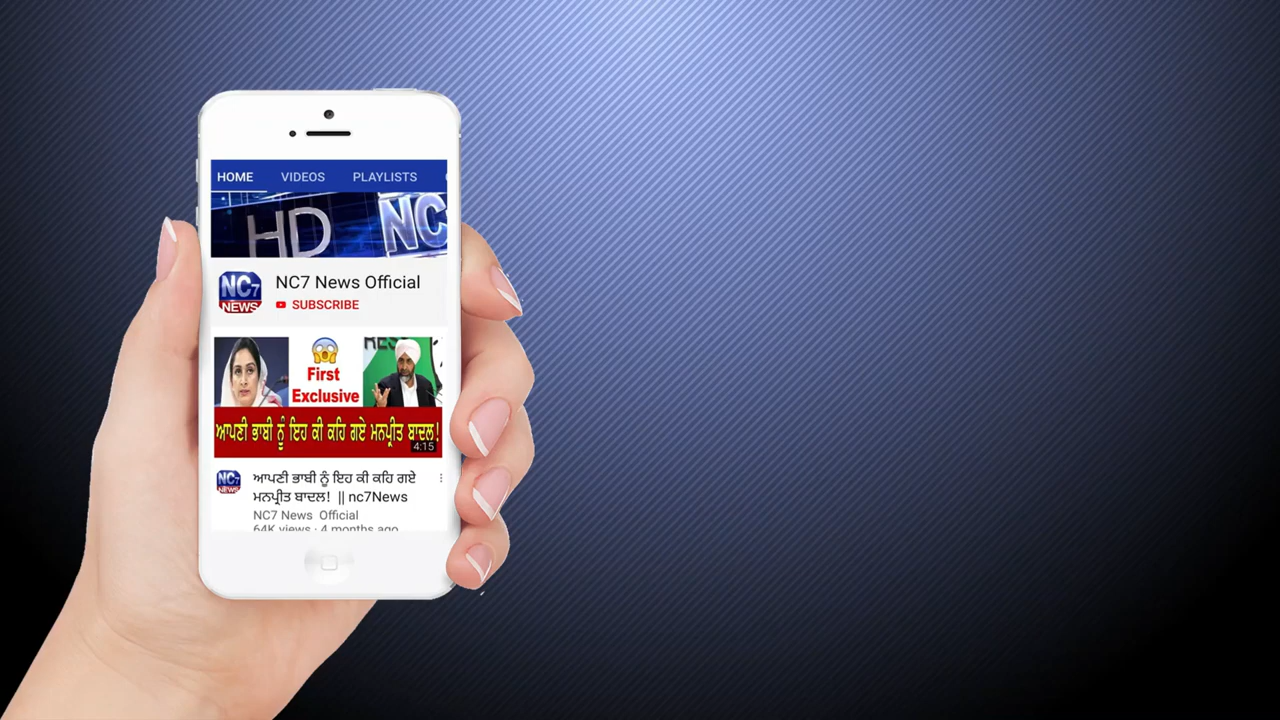 HOME VIDEOS PLAYLISTS
HD NC
NC7 NEWS
NC7 News Official
SUBSCRIBE
First
Exclusive
ਆਪਣੀ ਭਾਬੀ ਨੂੰ ਇਹ ਕੀ ਕਹਿ ਗਏ ਮਨਪ੍ਰੀਤ ਬਾਦਲ!
4:15
NC7 NEWS
ਆਪਣੀ ਭਾਬੀ ਨੂੰ ਇਹ ਕੀ ਕਹਿ ਗਏ
ਮਨਪ੍ਰੀਤ ਬਾਦਲ! || nc7News
NC7 News Official
64K views · 4 months ago